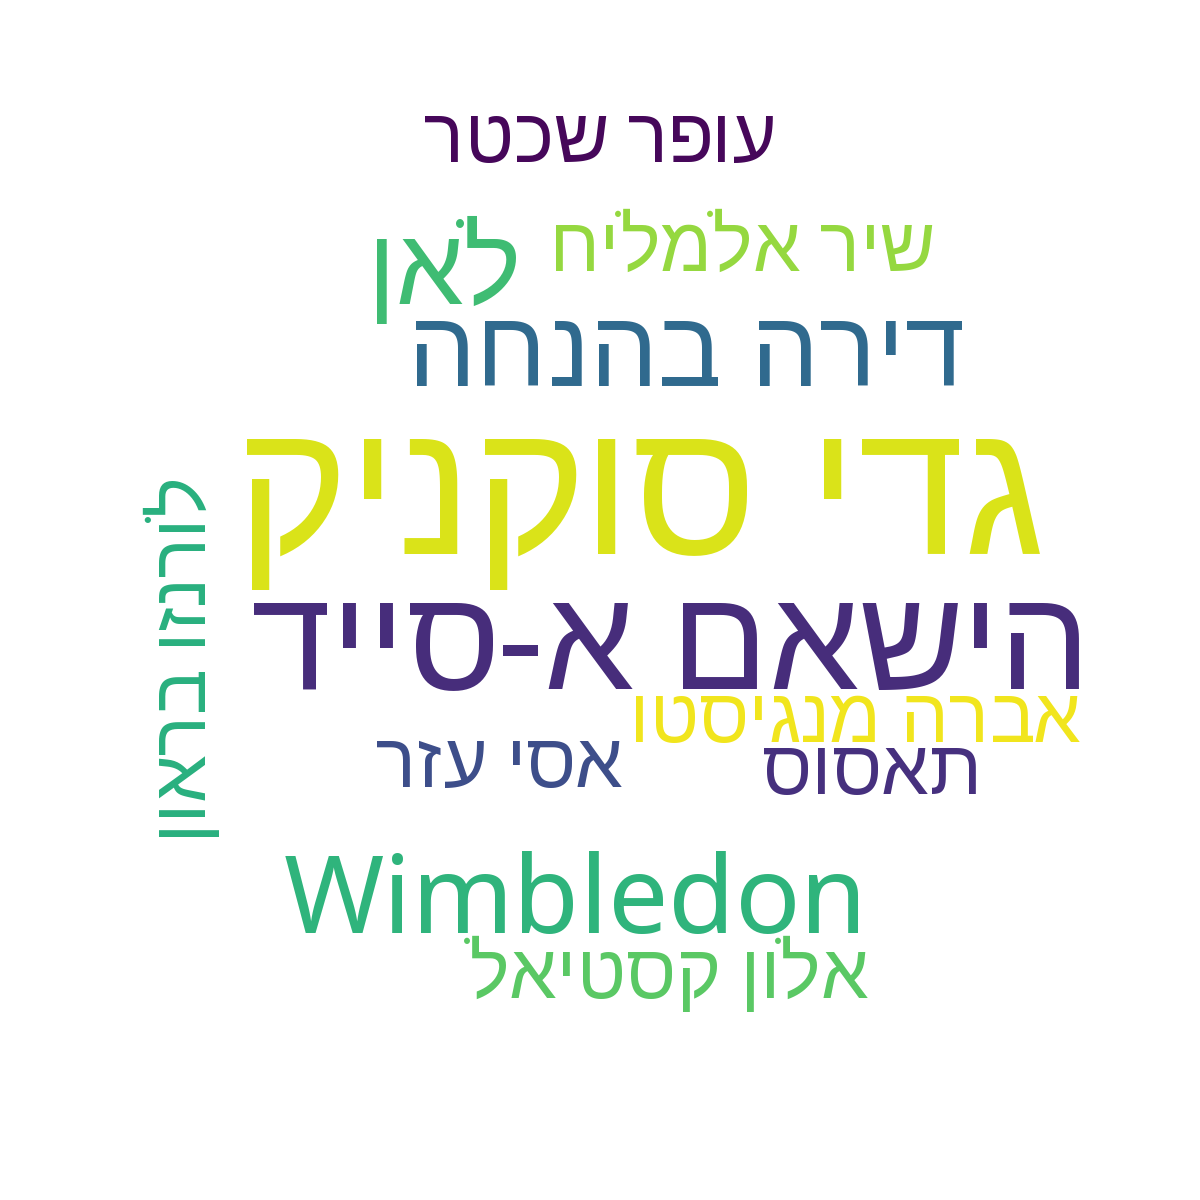 עופר שכטר
שיר אלמליח
לאן
דירה בהנחה
גדי סוקניק
הישאם א-סייד
אברה מנגיסטו
אסי עזר
תאסוס
לורנזו בראון
Wimbledon
אלון קסטיאל